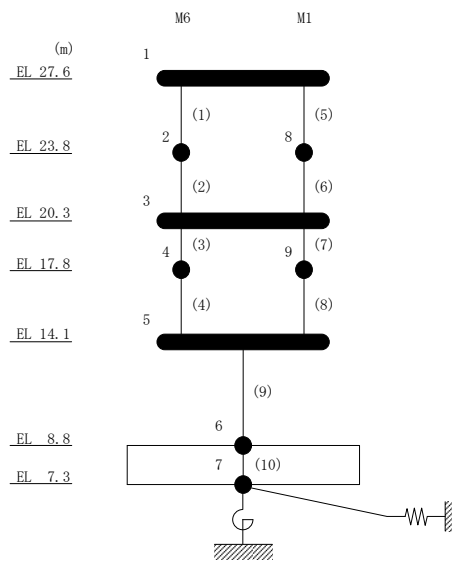 M6 M1
(m)
1
EL 27.6
(1) (5)
2 8
EL 23.8
(2) (6)
3
EL 20.3
(3) (7)
4 9
EL 17.8
(4) (8)
5
EL 14.1
(9)
6
EL 8.8
7 (10)
EL 7.3